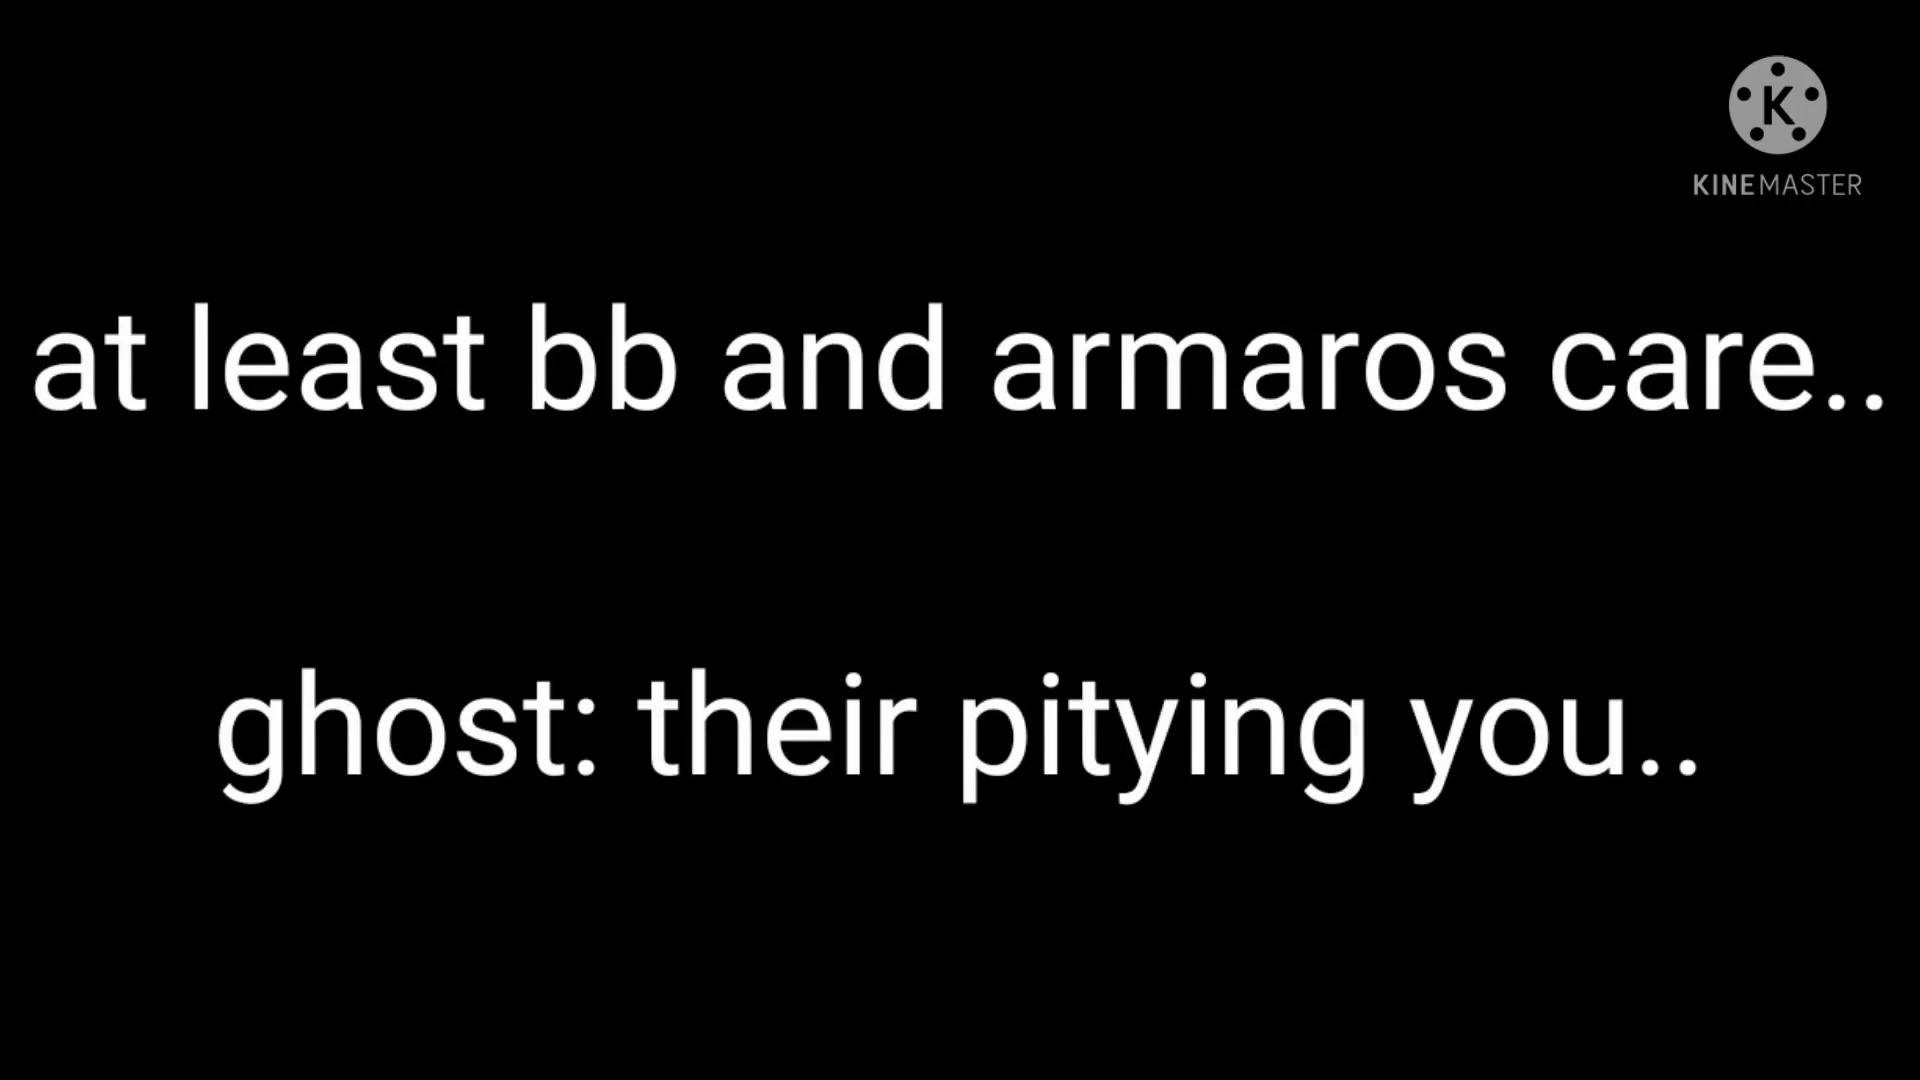 K
KINEMASTER
at least bb and armaros care..
ghost: their pitying you..